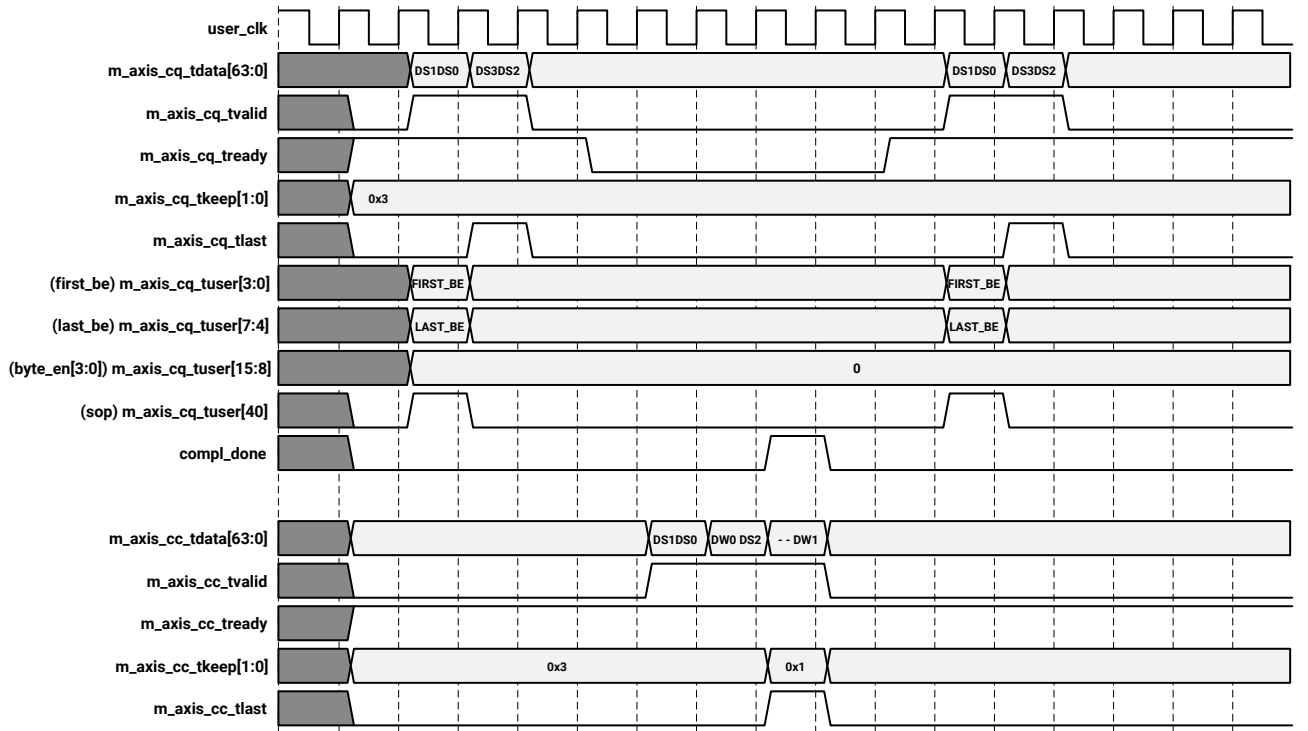 user_clk
m_axis_cq_tdata[63:0] DS1DS0 DS3DS2 DS1DS0 DS3DS2
m_axis_cq_tvalid
m_axis_cq_tready
m_axis_cq_tkeep[1:0] 0x3
m_axis_cq_tlast
(first_be) m_axis_cq_tuser[3:0] FIRST_BE FIRST_BE
(last_be) m_axis_cq_tuser[7:4] LAST_BE LAST_BE
(byte_en[3:0]) m_axis_cq_tuser[15:8] 0
(sop) m_axis_cq_tuser[40]
compl_done
m_axis_cc_tdata[63:0] DS1DS0 DW0 DS2 - - DW1
m_axis_cc_tvalid
m_axis_cc_tready
m_axis_cc_tkeep[1:0] 0x3 0x1
m_axis_cc_tlast